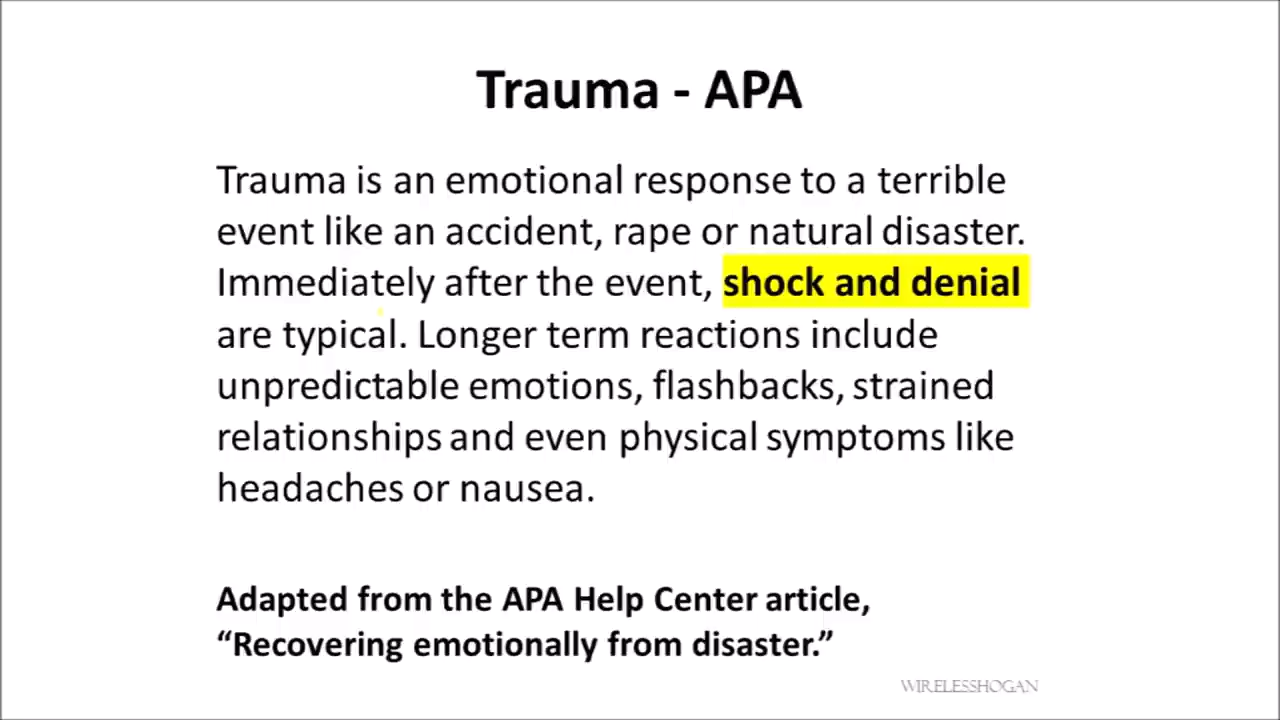 Trauma - APA
Trauma is an emotional response to a terrible
event like an accident, rape or natural disaster.
Immediately after the event, shock and denial
are typical. Longer term reactions include
unpredictable emotions, flashbacks, strained
relationships and even physical symptoms like
headaches or nausea.
Adapted from the APA Help Center article,
“Recovering emotionally from disaster.”
WIRELESSHOGAN